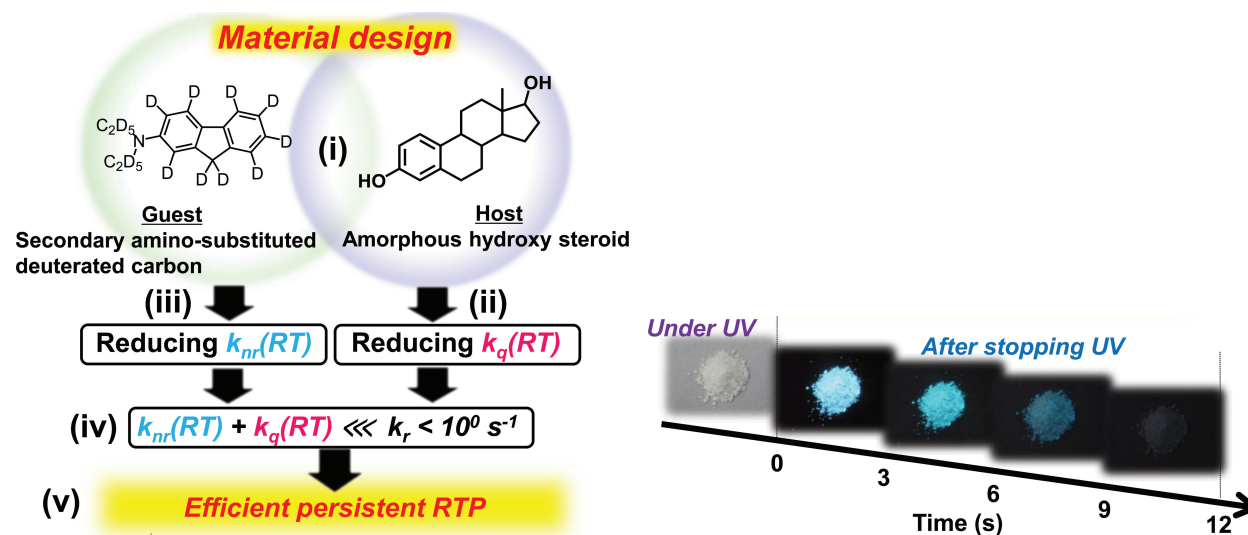 Material design
D
D
D
D
C₂D₅
N
C₂D₅
D
D
D D
D
(i)
OH
HO
Guest
Secondary amino-substituted
deuterated carbon
Host
Amorphous hydroxy steroid
(iii)
(ii)
Reducing kₙᵣ(RT)
Reducing k_q(RT)
(iv)
kₙᵣ(RT) + k_q(RT) ⋘ kᵣ < 10⁰ s⁻¹
(v)
Efficient persistent RTP
Under UV
After stopping UV
0
3
6
9
12
Time (s)